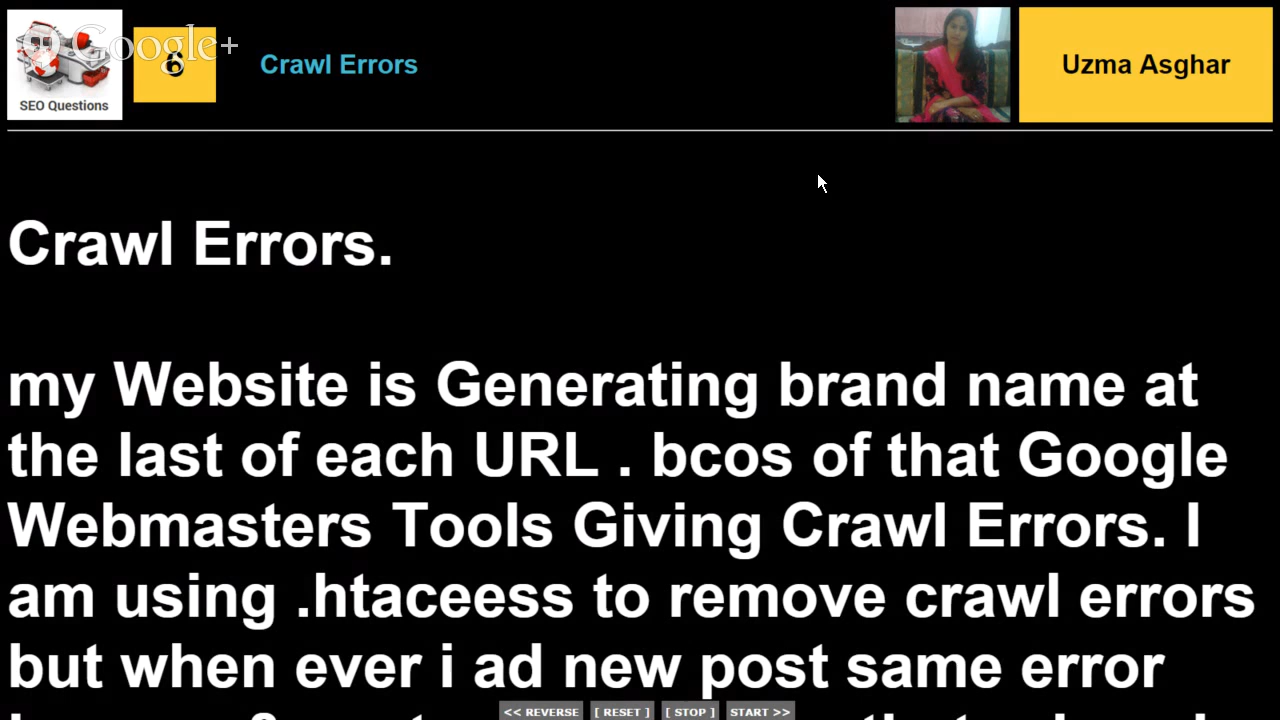 Google+
SEO Questions
6
Crawl Errors
Uzma Asghar
Crawl Errors.
my Website is Generating brand name at
the last of each URL . bcos of that Google
Webmasters Tools Giving Crawl Errors. I
am using .htaceess to remove crawl errors
but when ever i ad new post same error
<< REVERSE [ RESET ] [ STOP ] START >>